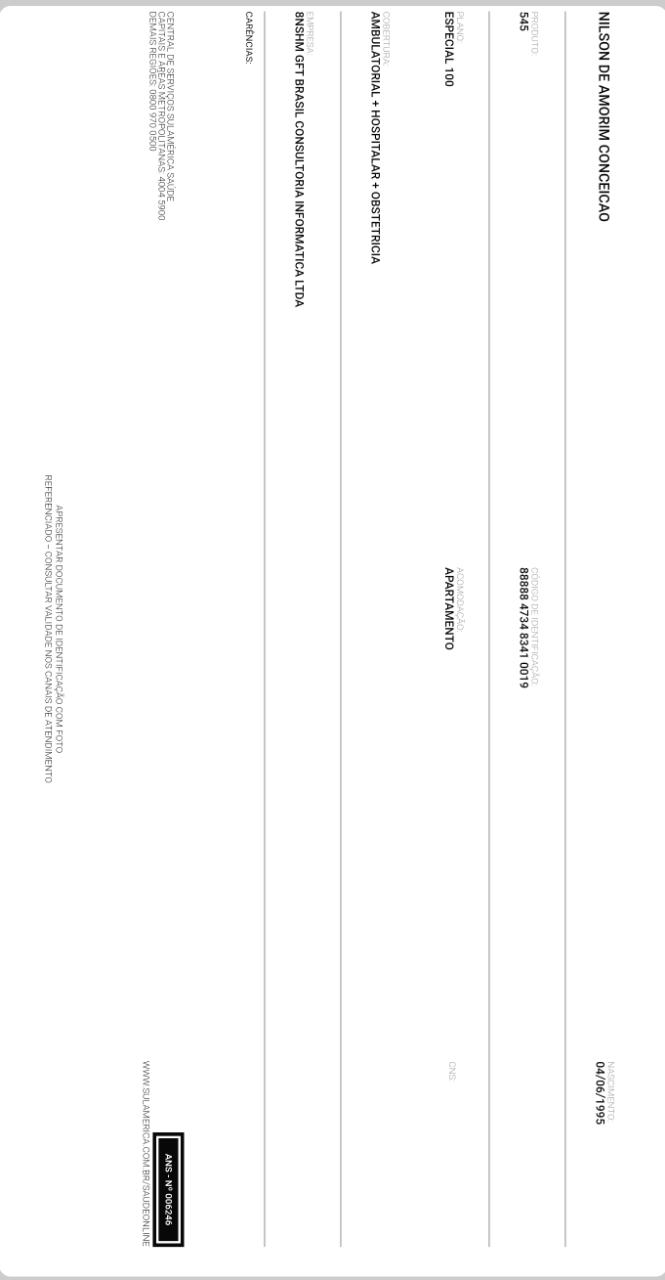 NILSON DE AMORIM CONCEICAO
NASCIMENTO:
04/06/1995
PRODUTO:
545
CÓDIGO DE IDENTIFICAÇÃO:
88888 4734 8341 0019
PLANO:
ESPECIAL 100
ACOMODAÇÃO:
APARTAMENTO
CNS:
COBERTURA:
AMBULATORIAL + HOSPITALAR + OBSTETRICIA
EMPRESA:
8NSHM GFT BRASIL CONSULTORIA INFORMATICA LTDA
CARÊNCIAS:
CENTRAL DE SERVIÇOS SULAMÉRICA SAÚDE
CAPITAIS E ÁREAS METROPOLITANAS: 4004 5900
DEMAIS REGIÕES: 0800 970 0500
ANS - Nº 006246
WWW.SULAMERICA.COM.BR/SAUDEONLINE
APRESENTAR DOCUMENTO DE IDENTIFICAÇÃO COM FOTO
REFERENCIADO – CONSULTAR VALIDADE NOS CANAIS DE ATENDIMENTO